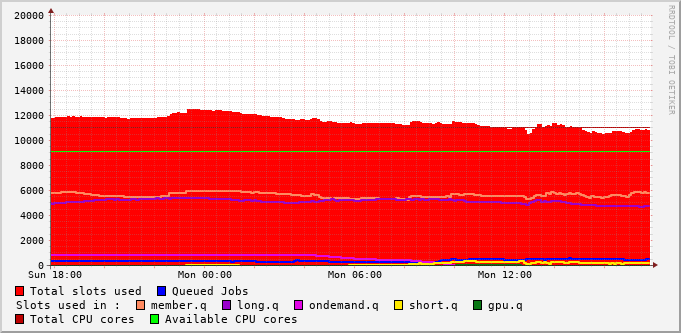 RRDTOOL / TOBI OETIKER
20000
18000
16000
14000
12000
10000
8000
6000
4000
2000
0
Sun 18:00 Mon 00:00 Mon 06:00 Mon 12:00
Total slots used Queued Jobs
Slots used in : member.q long.q ondemand.q short.q gpu.q
Total CPU cores Available CPU cores